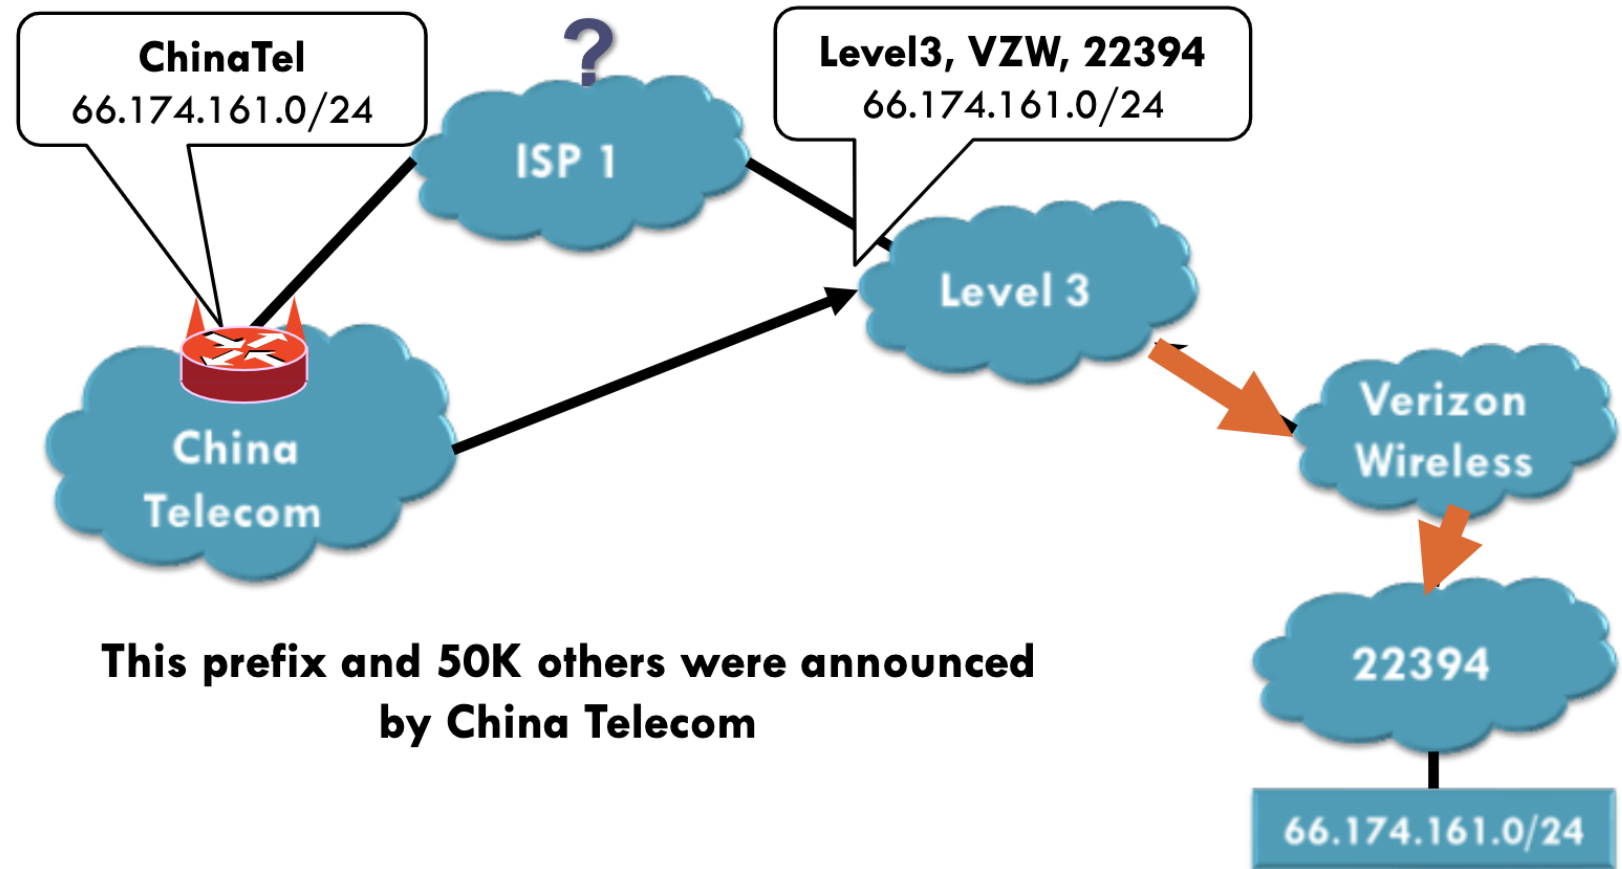 ChinaTel
66.174.161.0/24
?
Level3, VZW, 22394
66.174.161.0/24
ISP 1
Level 3
China
Telecom
Verizon
Wireless
22394
66.174.161.0/24
This prefix and 50K others were announced
by China Telecom